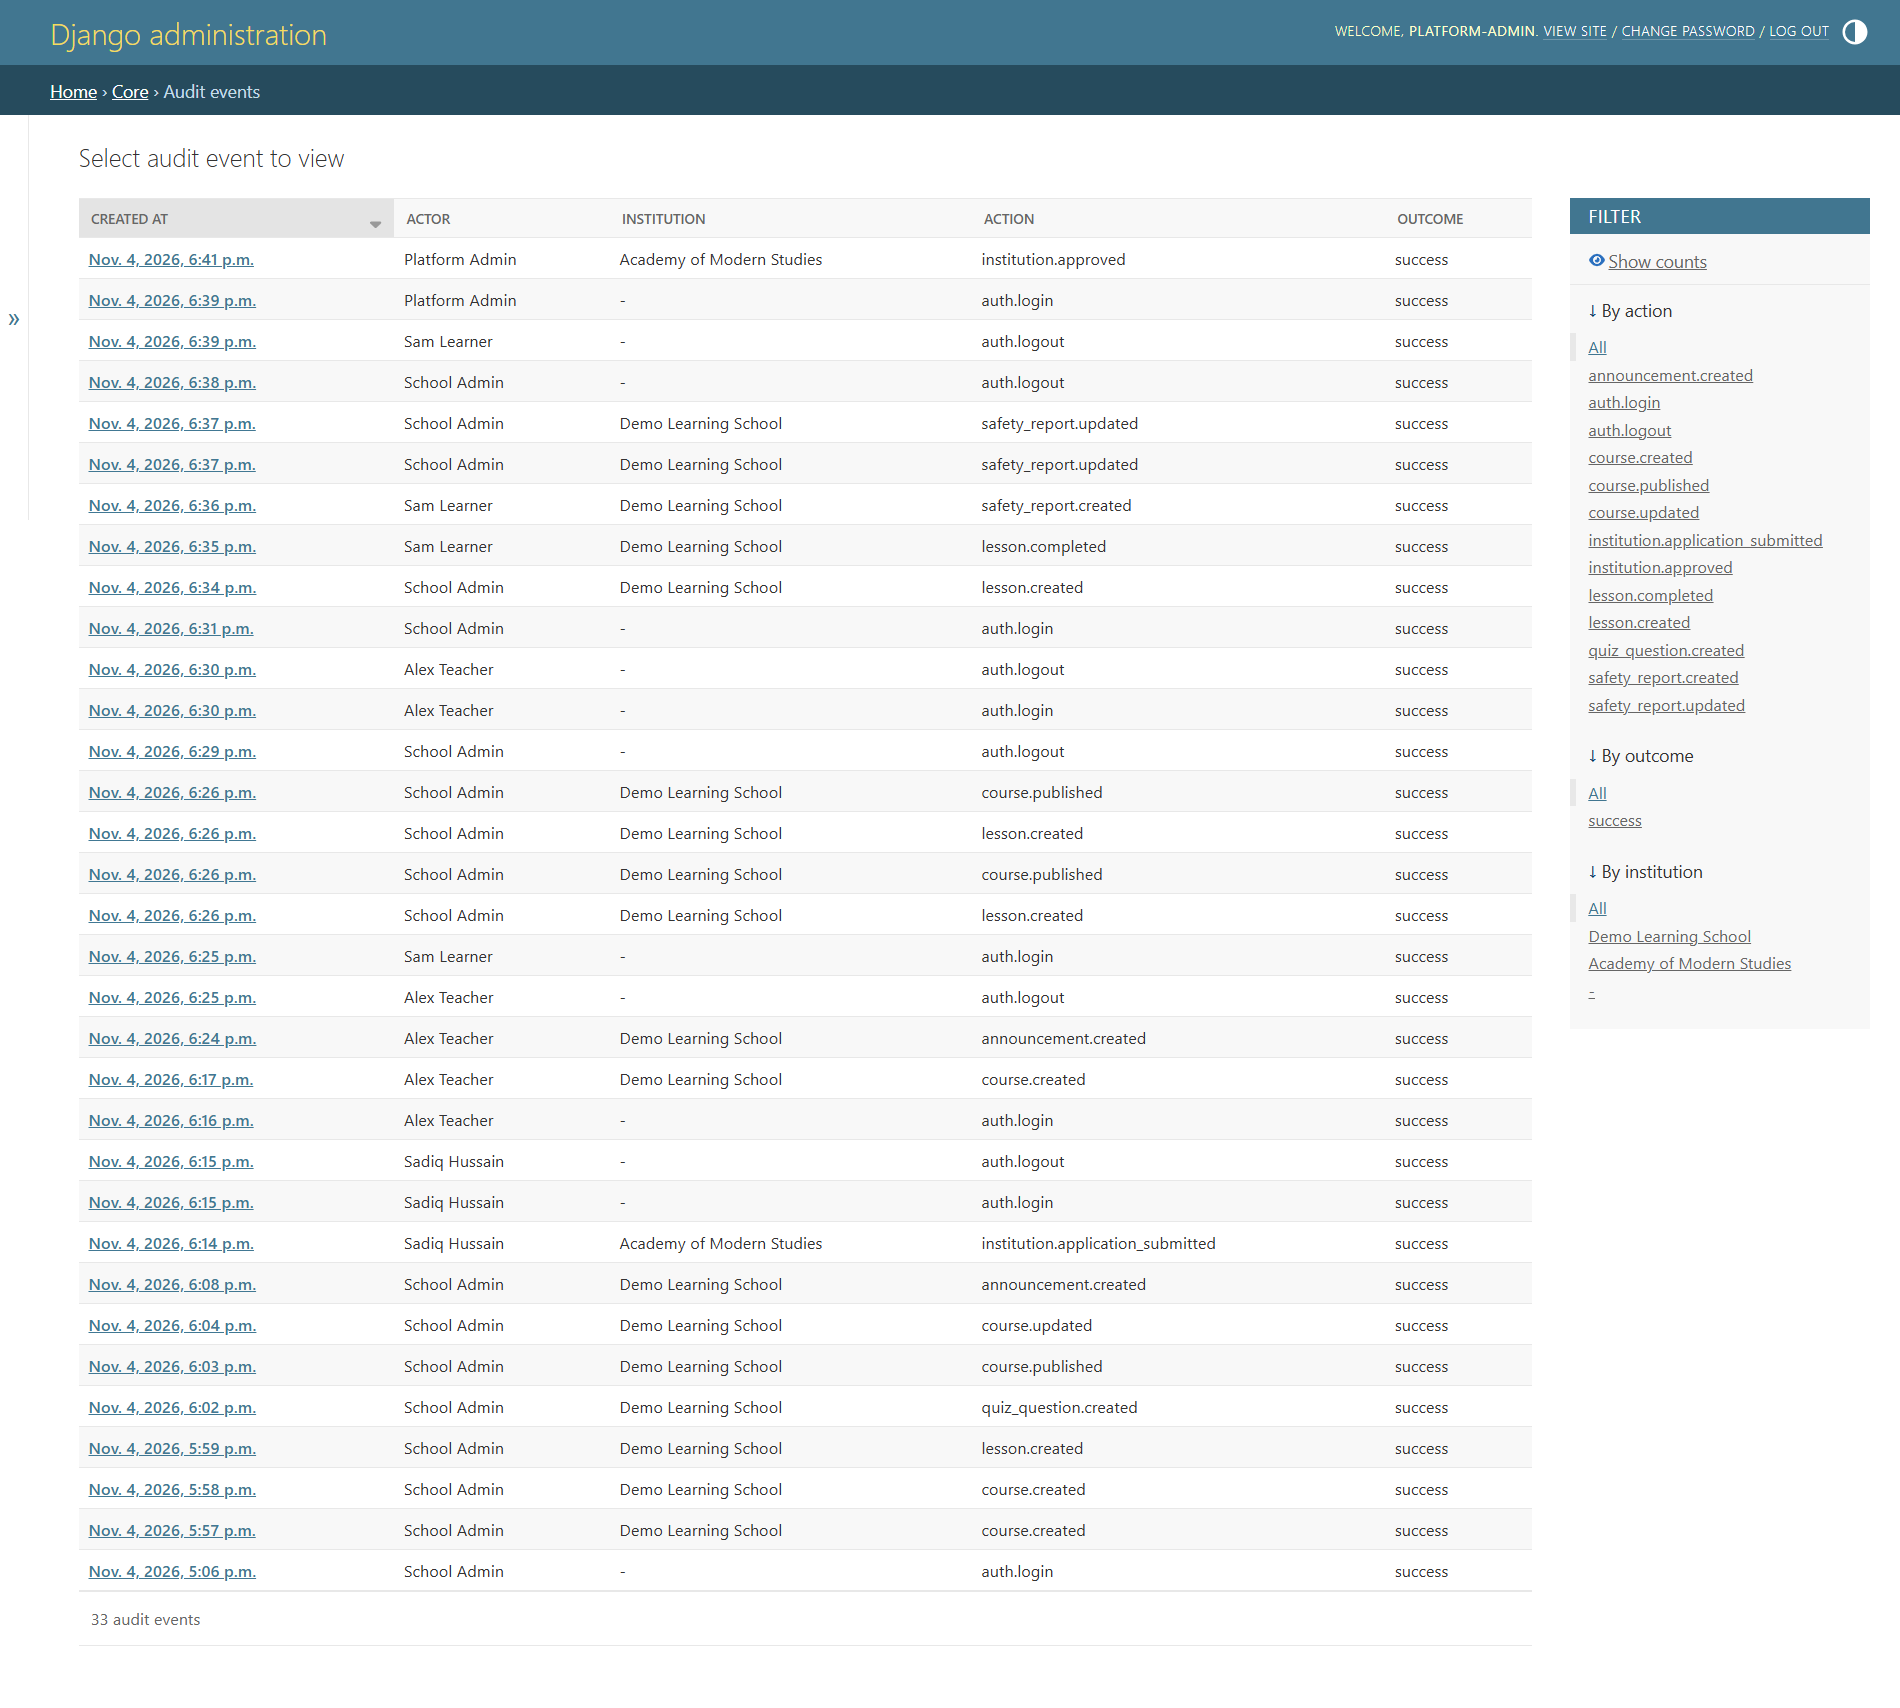 Django administration
WELCOME, PLATFORM-ADMIN. VIEW SITE / CHANGE PASSWORD / LOG OUT
Home › Core › Audit events
»
Select audit event to view
CREATED AT ACTOR INSTITUTION ACTION OUTCOME
Nov. 4, 2026, 6:41 p.m. Platform Admin Academy of Modern Studies institution.approved success
Nov. 4, 2026, 6:39 p.m. Platform Admin - auth.login success
Nov. 4, 2026, 6:39 p.m. Sam Learner - auth.logout success
Nov. 4, 2026, 6:38 p.m. School Admin - auth.logout success
Nov. 4, 2026, 6:37 p.m. School Admin Demo Learning School safety_report.updated success
Nov. 4, 2026, 6:37 p.m. School Admin Demo Learning School safety_report.updated success
Nov. 4, 2026, 6:36 p.m. Sam Learner Demo Learning School safety_report.created success
Nov. 4, 2026, 6:35 p.m. Sam Learner Demo Learning School lesson.completed success
Nov. 4, 2026, 6:34 p.m. School Admin Demo Learning School lesson.created success
Nov. 4, 2026, 6:31 p.m. School Admin - auth.login success
Nov. 4, 2026, 6:30 p.m. Alex Teacher - auth.logout success
Nov. 4, 2026, 6:30 p.m. Alex Teacher - auth.login success
Nov. 4, 2026, 6:29 p.m. School Admin - auth.logout success
Nov. 4, 2026, 6:26 p.m. School Admin Demo Learning School course.published success
Nov. 4, 2026, 6:26 p.m. School Admin Demo Learning School lesson.created success
Nov. 4, 2026, 6:26 p.m. School Admin Demo Learning School course.published success
Nov. 4, 2026, 6:26 p.m. School Admin Demo Learning School lesson.created success
Nov. 4, 2026, 6:25 p.m. Sam Learner - auth.login success
Nov. 4, 2026, 6:25 p.m. Alex Teacher - auth.logout success
Nov. 4, 2026, 6:24 p.m. Alex Teacher Demo Learning School announcement.created success
Nov. 4, 2026, 6:17 p.m. Alex Teacher Demo Learning School course.created success
Nov. 4, 2026, 6:16 p.m. Alex Teacher - auth.login success
Nov. 4, 2026, 6:15 p.m. Sadiq Hussain - auth.logout success
Nov. 4, 2026, 6:15 p.m. Sadiq Hussain - auth.login success
Nov. 4, 2026, 6:14 p.m. Sadiq Hussain Academy of Modern Studies institution.application_submitted success
Nov. 4, 2026, 6:08 p.m. School Admin Demo Learning School announcement.created success
Nov. 4, 2026, 6:04 p.m. School Admin Demo Learning School course.updated success
Nov. 4, 2026, 6:03 p.m. School Admin Demo Learning School course.published success
Nov. 4, 2026, 6:02 p.m. School Admin Demo Learning School quiz_question.created success
Nov. 4, 2026, 5:59 p.m. School Admin Demo Learning School lesson.created success
Nov. 4, 2026, 5:58 p.m. School Admin Demo Learning School course.created success
Nov. 4, 2026, 5:57 p.m. School Admin Demo Learning School course.created success
Nov. 4, 2026, 5:06 p.m. School Admin - auth.login success
33 audit events
FILTER
Show counts
↓ By action
All
announcement.created
auth.login
auth.logout
course.created
course.published
course.updated
institution.application_submitted
institution.approved
lesson.completed
lesson.created
quiz_question.created
safety_report.created
safety_report.updated
↓ By outcome
All
success
↓ By institution
All
Demo Learning School
Academy of Modern Studies
-